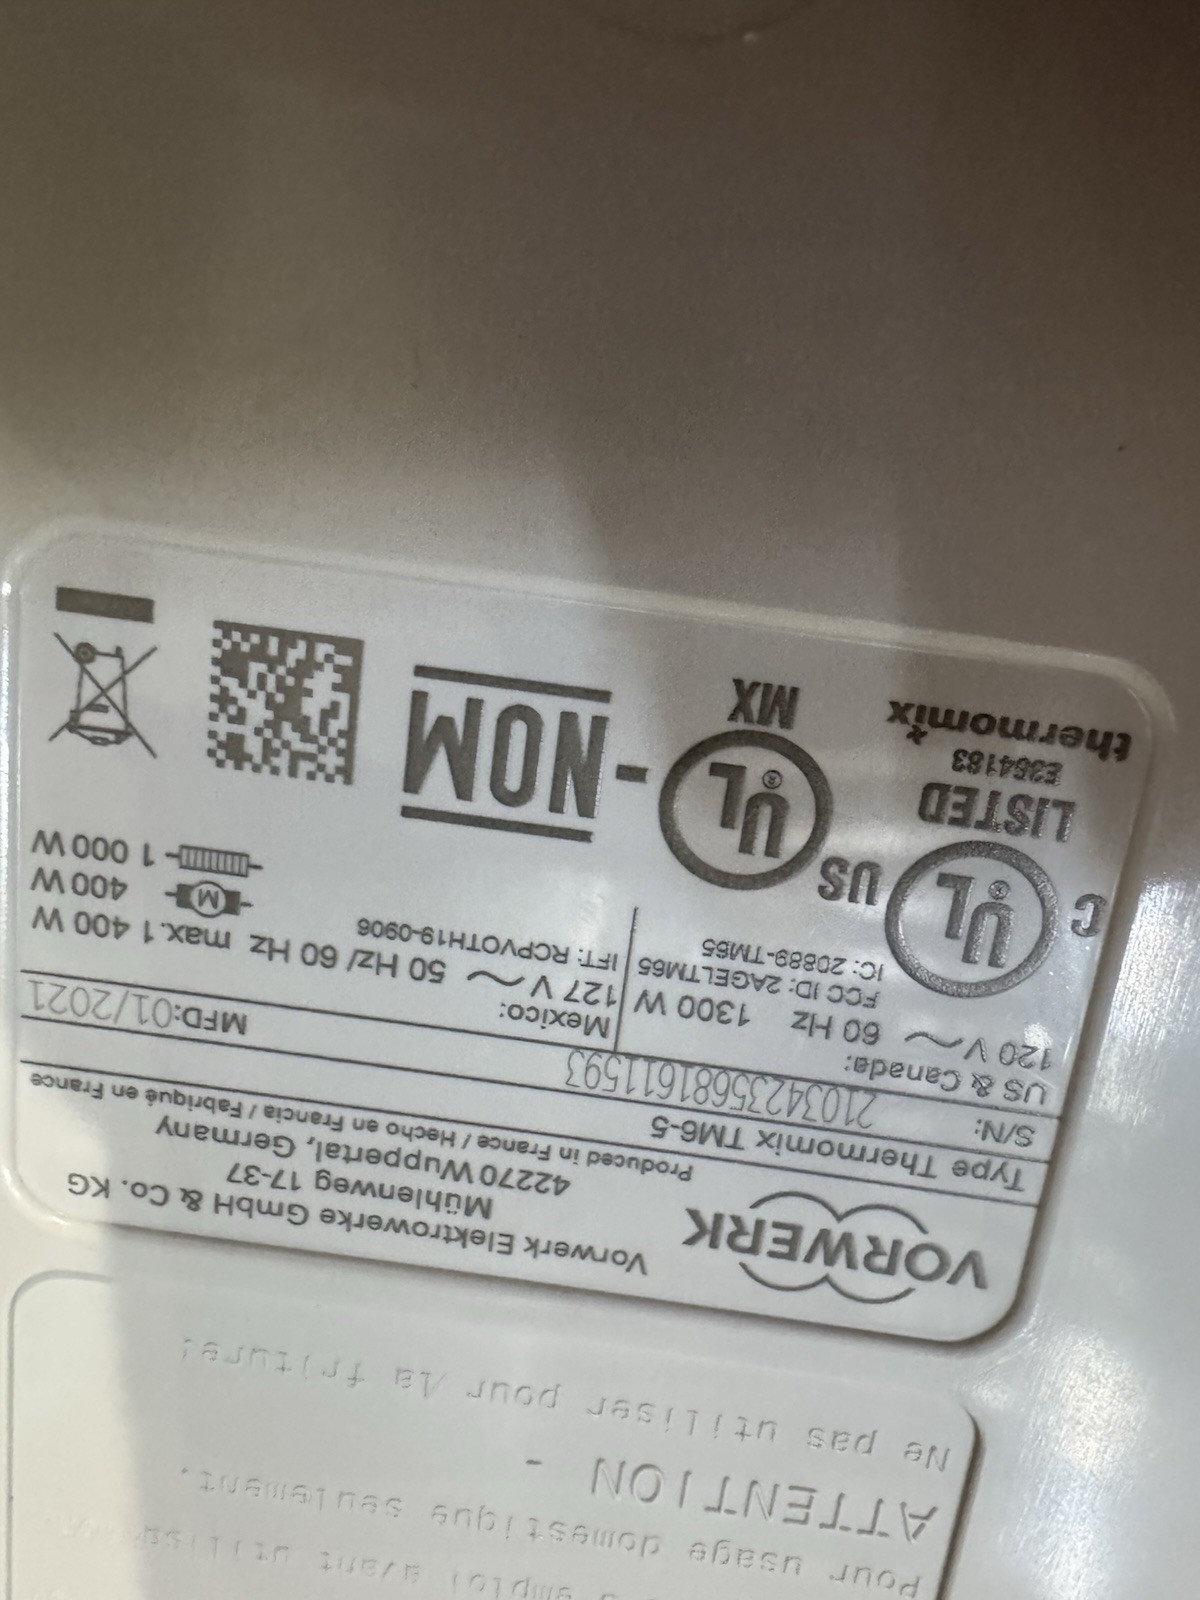 emploi avant
Pour usage domestique seulement.
ATTENTION -
Ne pas utiliser pour la friture!
VORWERK
Vorwerk Elektrowerke GmbH & Co. KG
Mühlenweg 17-37
42270 Wuppertal, Germany
Produced in France / Hecho en Francia / Fabriqué en France
Type Thermomix TM6-5
S/N: 21034235681611593
MFD:01/2021
US & Canada:
120 V ~ 60 Hz 1300 W
FCC ID: 2AGELTM65
IC: 20889-TM65
Mexico:
127 V ~ 50 Hz/ 60 Hz max. 1 400 W
IFT: RCPVOTH19-0906
M 400 W
1 000 W
C UL® US
LISTED
E364183
thermomix
UL®
MX
NOM